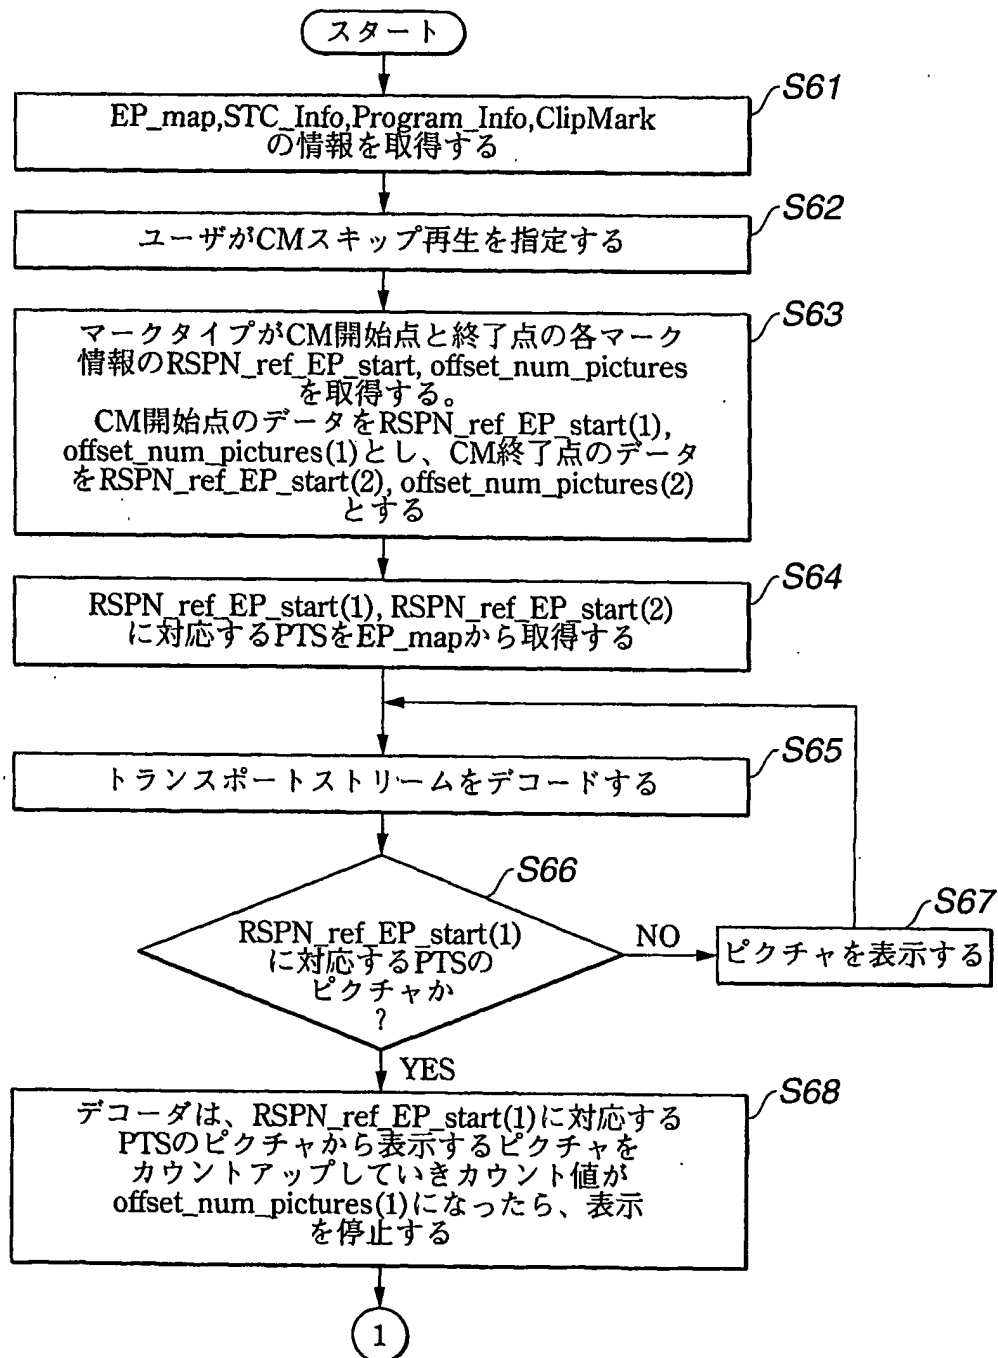 スタート
S61
EP_map,STC_Info,Program_Info,ClipMark
の情報を取得する
S62
ユーザがCMスキップ再生を指定する
S63
マークタイプがCM開始点と終了点の各マーク
情報のRSPN_ref_EP_start, offset_num_pictures
を取得する。
CM開始点のデータをRSPN_ref_EP_start(1),
offset_num_pictures(1)とし、CM終了点のデータ
をRSPN_ref_EP_start(2), offset_num_pictures(2)
とする
S64
RSPN_ref_EP_start(1), RSPN_ref_EP_start(2)
に対応するPTSをEP_mapから取得する
S65
トランスポートストリームをデコードする
S66
RSPN_ref_EP_start(1)
に対応するPTSの
ピクチャか
?
NO
S67
ピクチャを表示する
YES
S68
デコーダは、RSPN_ref_EP_start(1)に対応する
PTSのピクチャから表示するピクチャを
カウントアップしていきカウント値が
offset_num_pictures(1)になったら、表示
を停止する
1